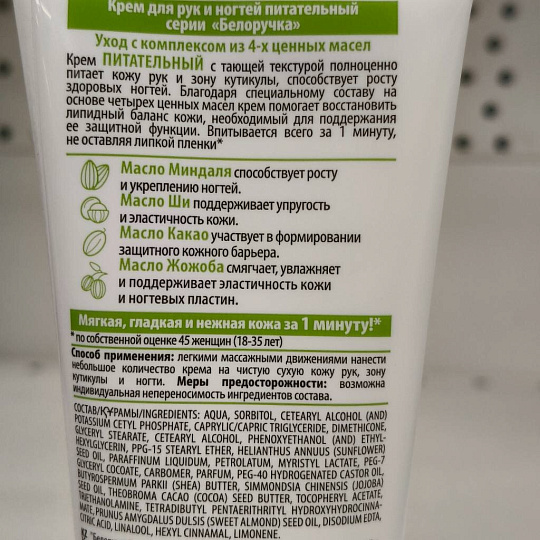 Крем для рук и ногтей питательный
серии «Белоручка»
Уход с комплексом из 4-х ценных масел
Крем ПИТАТЕЛЬНЫЙ с тающей текстурой полноценно
питает кожу рук и зону кутикулы, способствует росту
здоровых ногтей. Благодаря специальному составу на
основе четырех ценных масел крем помогает восстановить
липидный баланс кожи, необходимый для поддержания
ее защитной функции. Впитывается всего за 1 минуту,
не оставляя липкой пленки*
Масло Миндаля способствует росту
и укреплению ногтей.
Масло Ши поддерживает упругость
и эластичность кожи.
Масло Какао участвует в формировании
защитного кожного барьера.
Масло Жожоба смягчает, увлажняет
и поддерживает эластичность кожи
и ногтевых пластин.
Мягкая, гладкая и нежная кожа за 1 минуту!*
*по собственной оценке 45 женщин (18-35 лет)
Способ применения: легкими массажными движениями нанести
небольшое количество крема на чистую сухую кожу рук, зону
кутикулы и ногти. Меры предосторожности: возможна
индивидуальная непереносимость ингредиентов состава.
СОСТАВ/ҚҰРАМЫ/INGREDIENTS: AQUA, SORBITOL, CETEARYL ALCOHOL (AND)
POTASSIUM CETYL PHOSPHATE, CAPRYLIC/CAPRIC TRIGLYCERIDE, DIMETHICONE,
GLYCERYL STEARATE, CETEARYL ALCOHOL, PHENOXYETHANOL (AND) ETHYL-
HEXYLGLYCERIN, PPG-15 STEARYL ETHER, HELIANTHUS ANNUUS (SUNFLOWER)
SEED OIL, PARAFFINUM LIQUIDUM, PETROLATUM, MYRISTYL LACTATE, PEG-7
GLYCERYL COCOATE, CARBOMER, PARFUM, PEG-40 HYDROGENATED CASTOR OIL,
BUTYROSPERMUM PARKII (SHEA) BUTTER, SIMMONDSIA CHINENSIS (JOJOBA)
SEED OIL, THEOBROMA CACAO (COCOA) SEED BUTTER, TOCOPHERYL ACETATE,
TRIETHANOLAMINE, TETRADIBUTYL PENTAERITHRITYL HYDROXYHYDROCINNA-
MATE, PRUNUS AMYGDALUS DULSIS (SWEET ALMOND) SEED OIL, DISODIUM EDTA,
CITRIC ACID, LINALOOL, HEXYL CINNAMAL, LIMONENE.
KZ